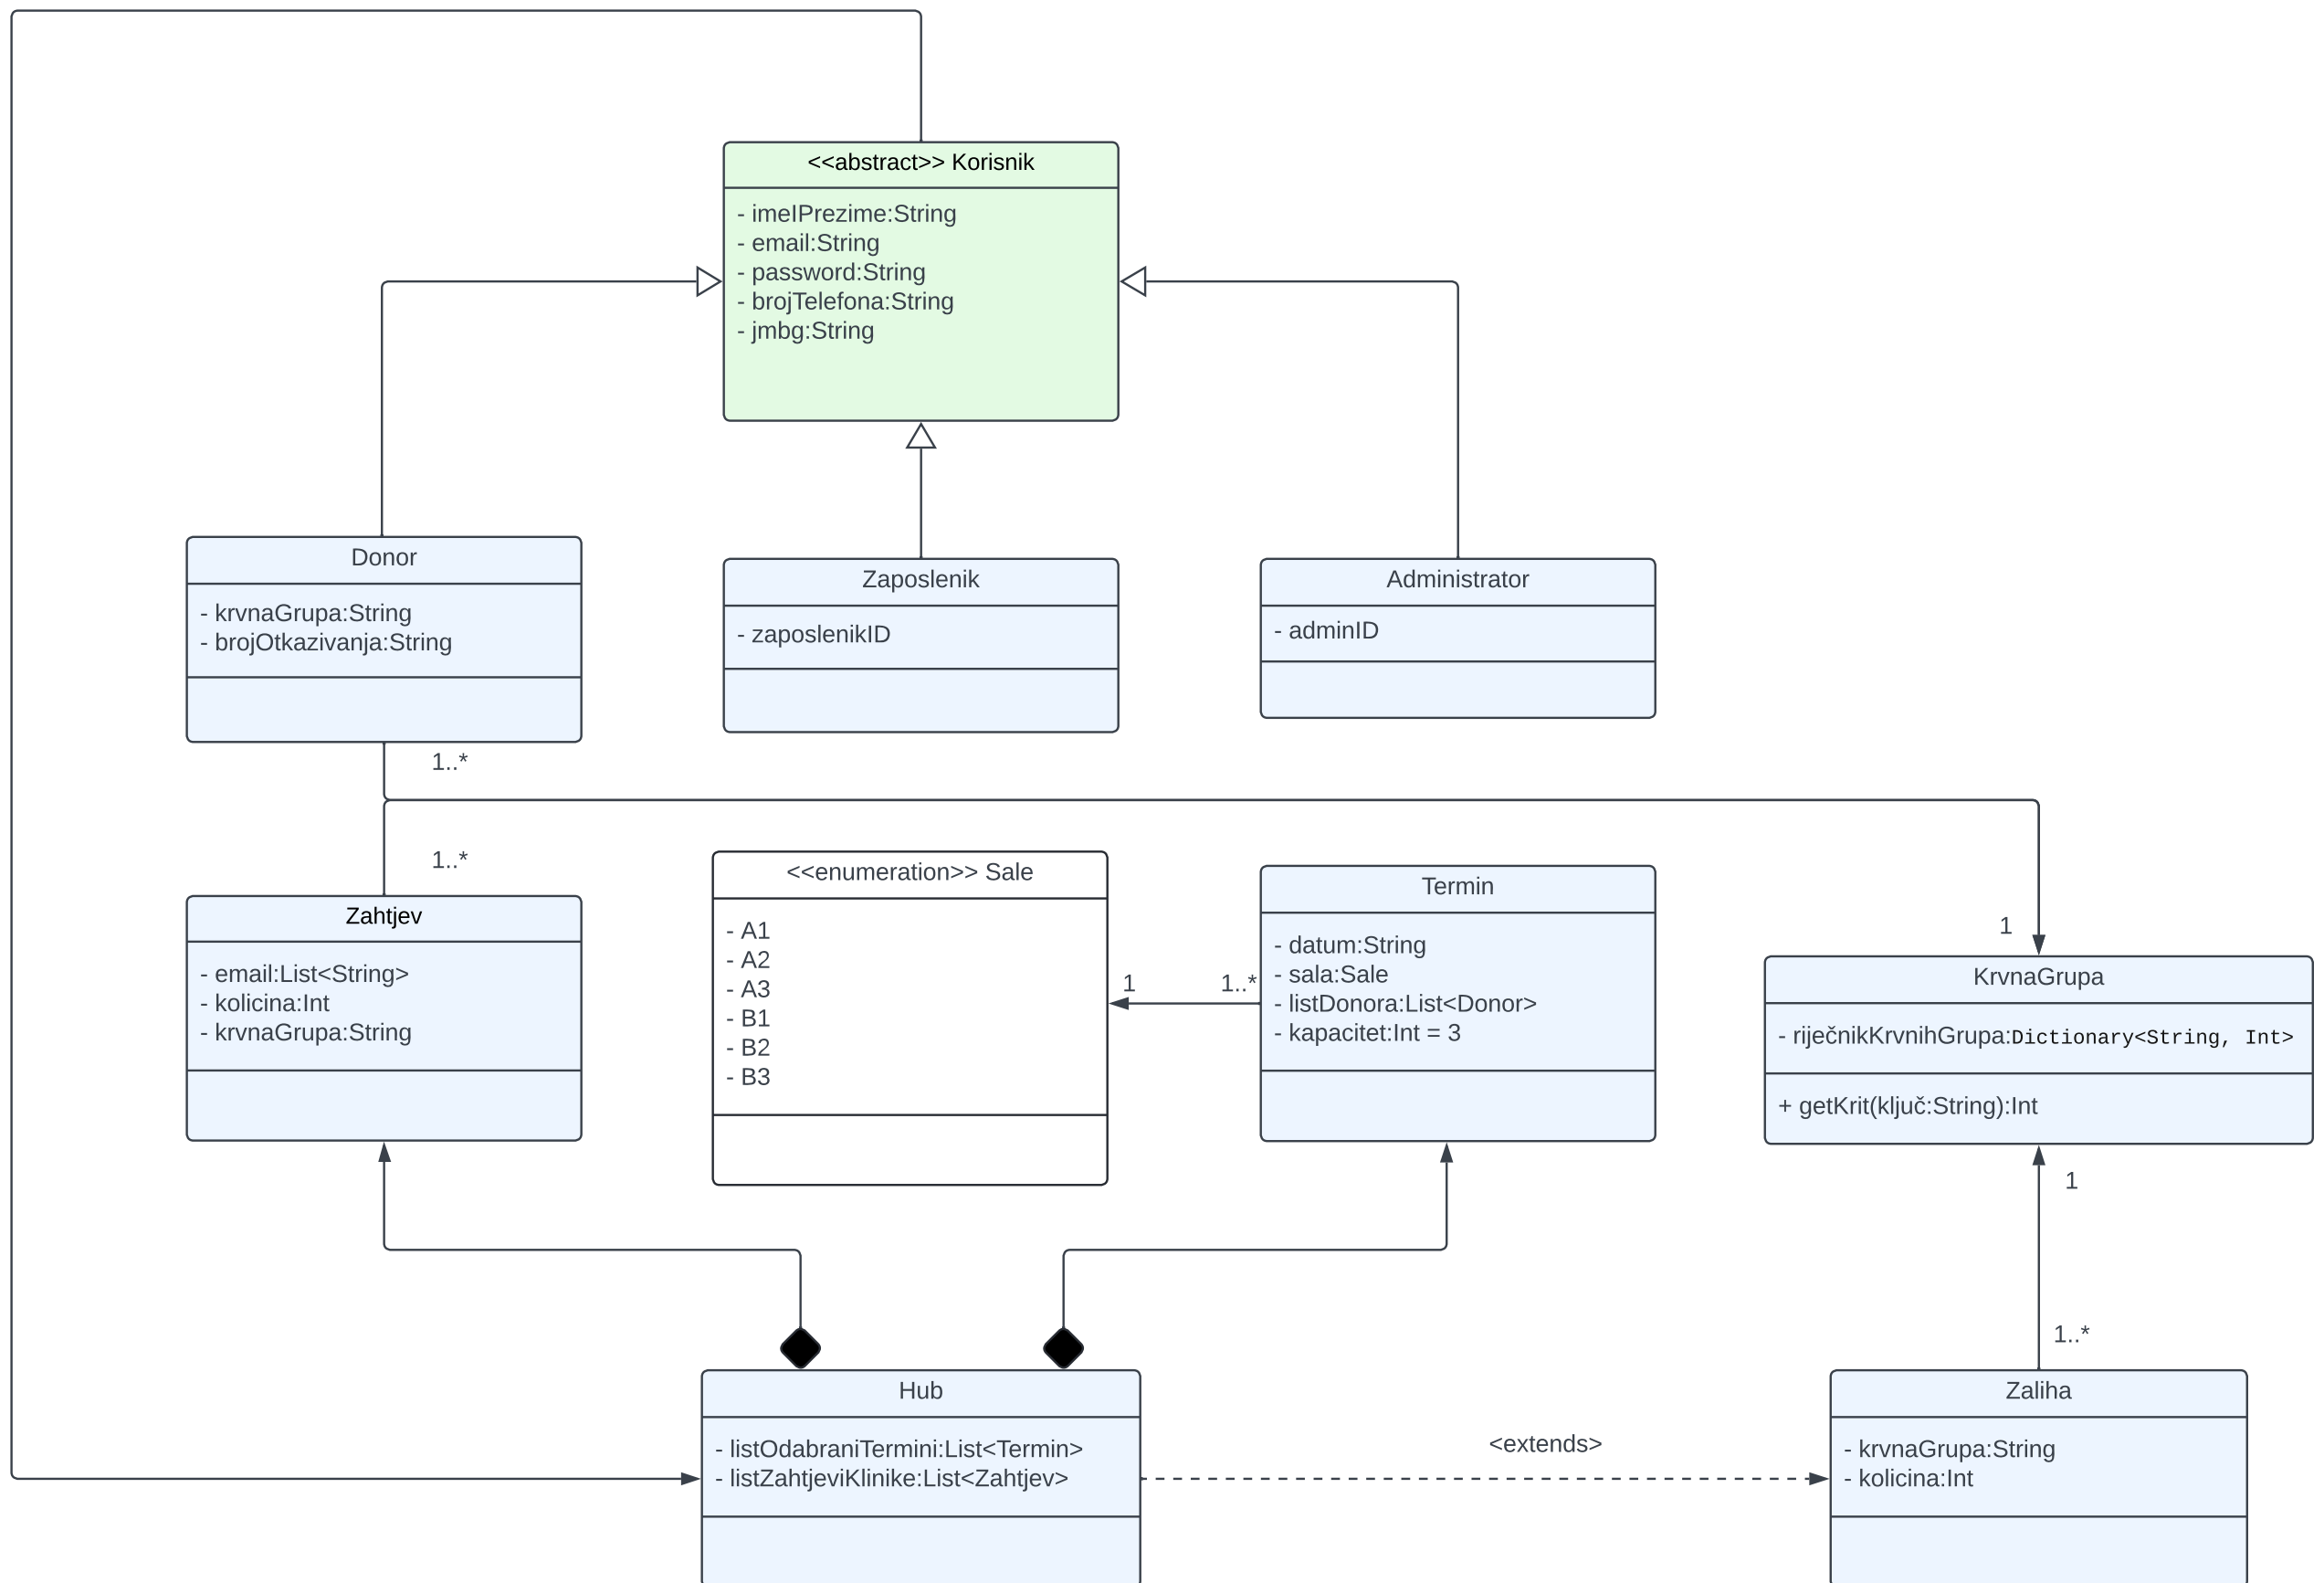 <<abstract>> Korisnik
- imeIPrezime:String
- email:String
- password:String
- brojTelefona:String
- jmbg:String
Donor
- krvnaGrupa:String
- brojOtkazivanja:String
Zaposlenik
- zaposlenikID
Administrator
- adminID
1..*
1..*
Zahtjev
- email:List<String>
- kolicina:Int
- krvnaGrupa:String
<<enumeration>> Sale
- A1
- A2
- A3
- B1
- B2
- B3
1
1..*
Termin
- datum:String
- sala:Sale
- listDonora:List<Donor>
- kapacitet:Int = 3
1
KrvnaGrupa
- riječnikKrvnihGrupa:Dictionary<String, Int>
+ getKrit(ključ:String):Int
1
1..*
Hub
- listOdabraniTermini:List<Termin>
- listZahtjeviKlinike:List<Zahtjev>
<extends>
Zaliha
- krvnaGrupa:String
- kolicina:Int